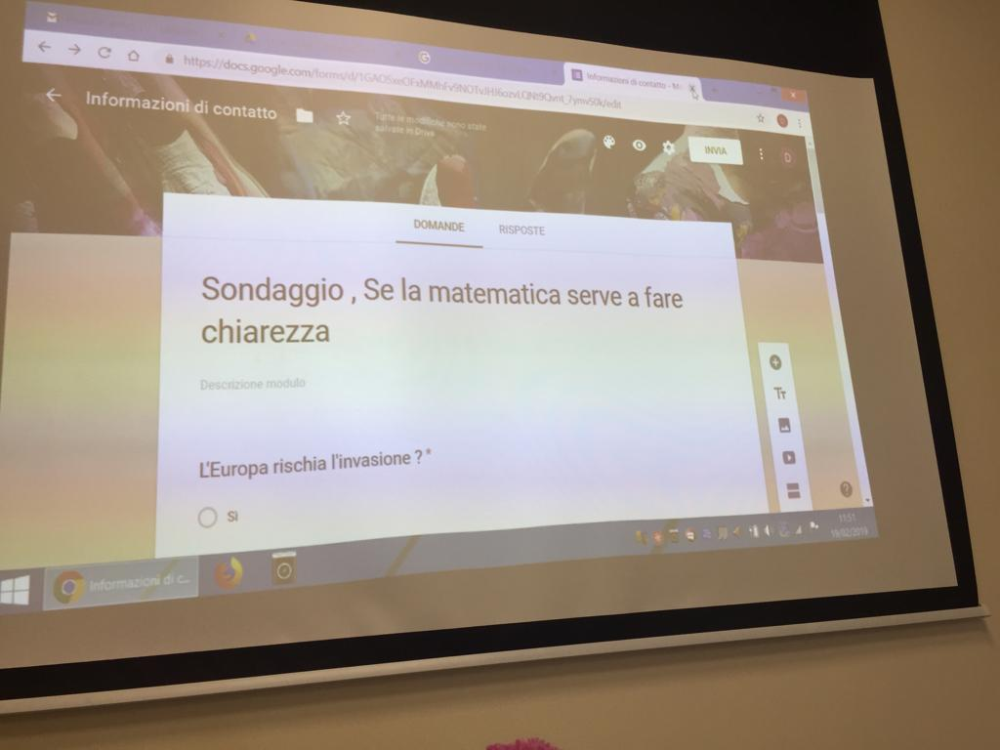 Informazioni di contatto - M
https://docs.google.com/forms/d/
/edit
Informazioni di contatto
Tutte le modifiche sono state
salvate in Drive
INVIA
D
DOMANDE RISPOSTE
Sondaggio , Se la matematica serve a fare
chiarezza
Descrizione modulo
L'Europa rischia l'invasione ? *
Sì
Tт
?
11:51
19/02/2019
Informazioni di c...